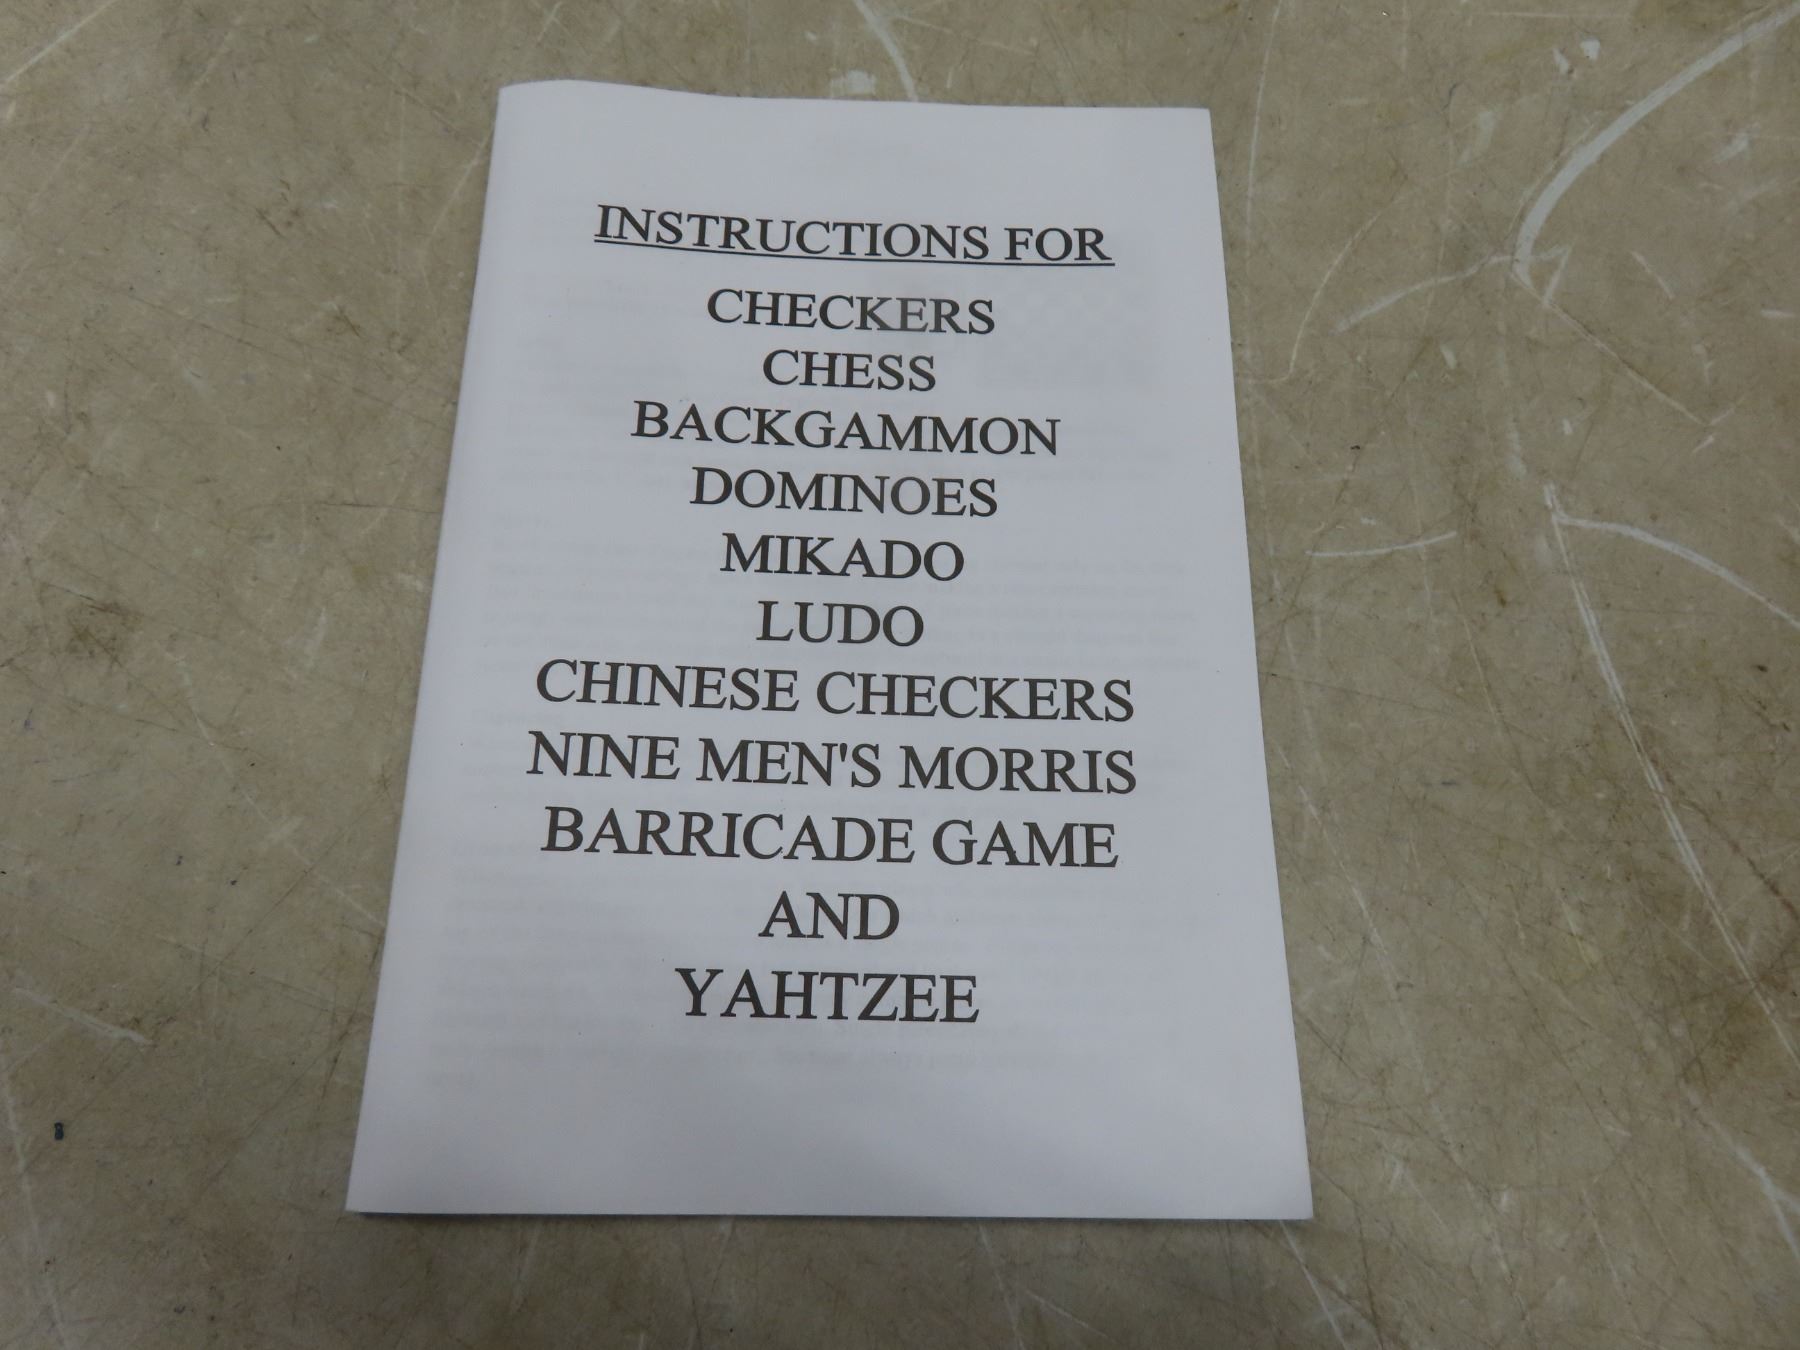 INSTRUCTIONS FOR
CHECKERS
CHESS
BACKGAMMON
DOMINOES
MIKADO
LUDO
CHINESE CHECKERS
NINE MEN'S MORRIS
BARRICADE GAME
AND
YAHTZEE